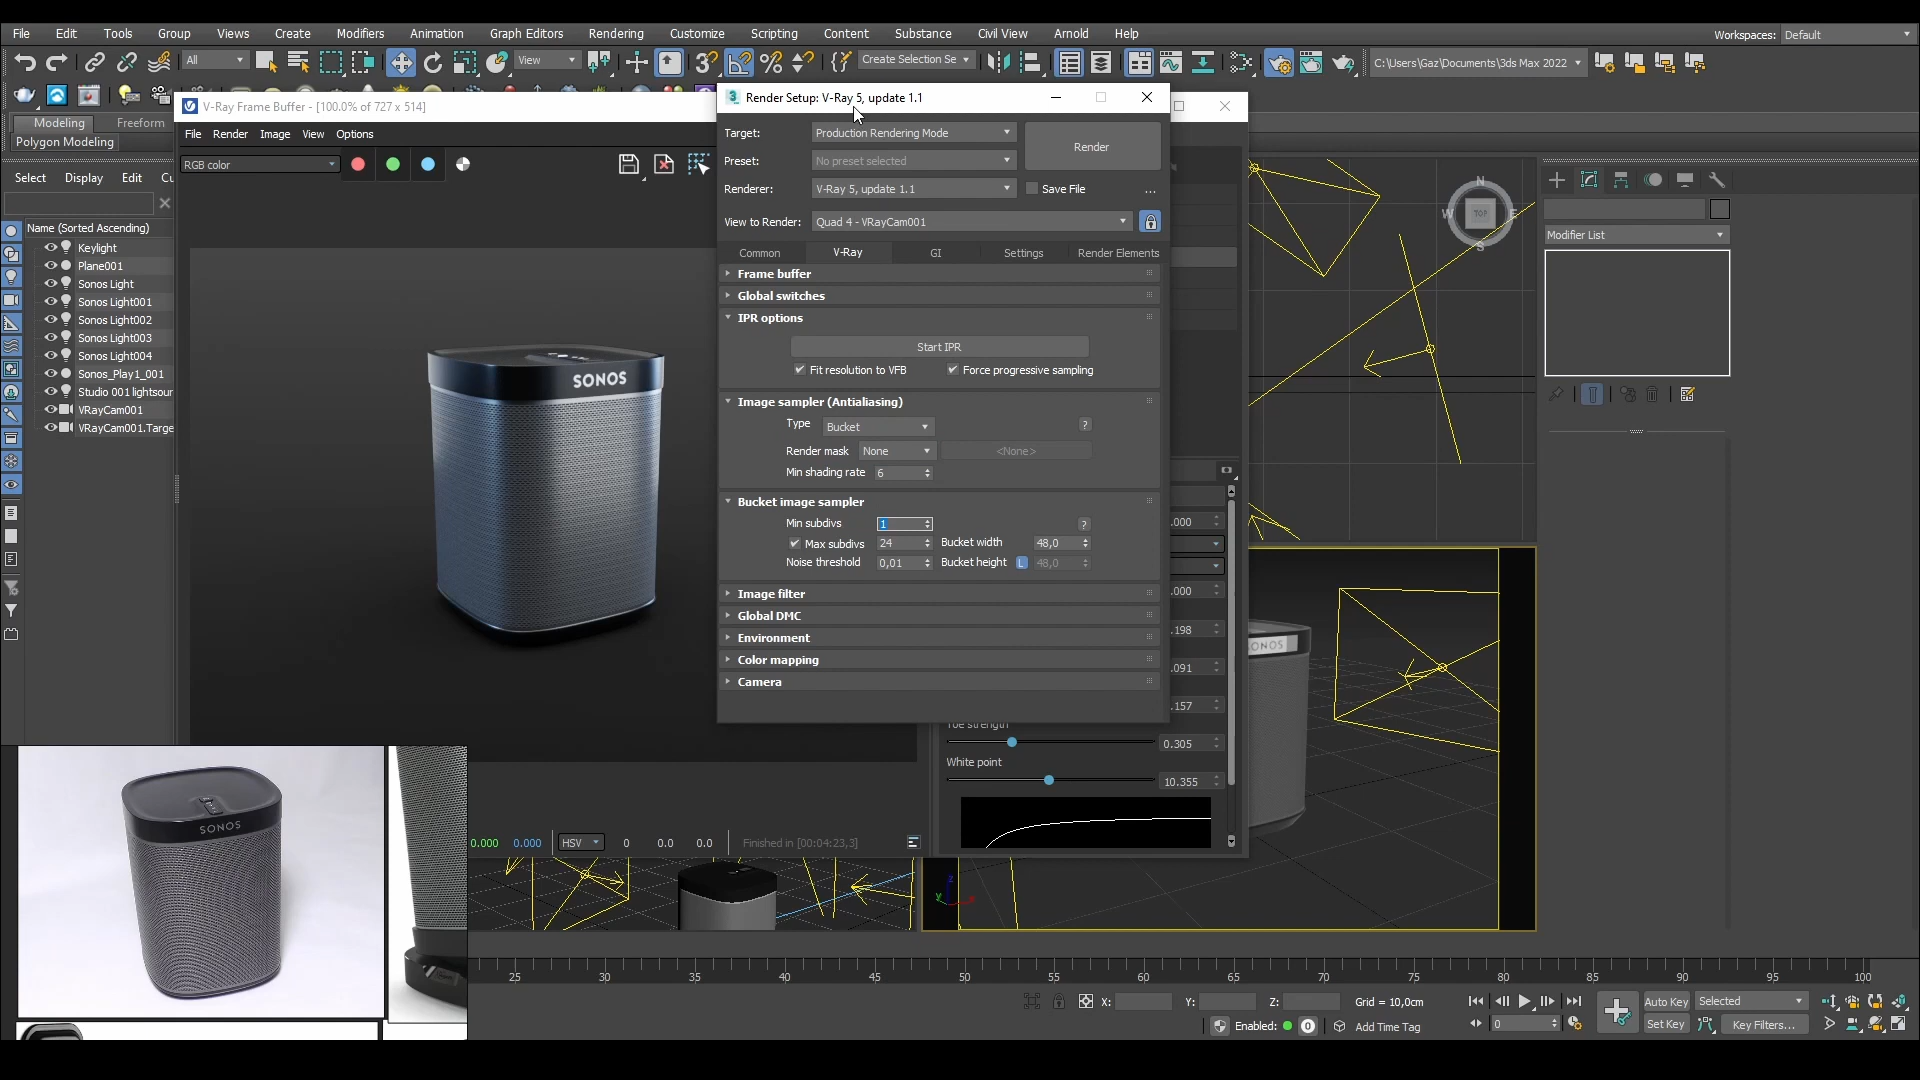 File Edit Tools Group Views Create Modifiers Animation Graph Editors Rendering Customize Scripting Content Substance Civil View Arnold Help
Workspaces: Default
All
View
Create Selection Se
C:\Users\Gaz\Documents\3ds Max 2022
Modeling Freeform
Polygon Modeling
Select Display Edit
Name (Sorted Ascending)
Keylight
Plane001
Sonos Light
Sonos Light001
Sonos Light002
Sonos Light003
Sonos Light004
Sonos_Play1_001
Studio 001 lightsour
VRayCam001
VRayCam001.Targe
V-Ray Frame Buffer - [100.0% of 727 x 514]
File Render Image View Options
RGB color
SONOS
Render Setup: V-Ray 5, update 1.1
Target: Production Rendering Mode
Render
Preset: No preset selected
Renderer: V-Ray 5, update 1.1
Save File ...
View to Render: Quad 4 - VRayCam001
Common V-Ray GI Settings Render Elements
Frame buffer
Global switches
IPR options
Start IPR
Fit resolution to VFB Force progressive sampling
Image sampler (Antialiasing)
Type Bucket ?
Render mask None <None>
Min shading rate 6
Bucket image sampler
Min subdivs 1 ?
Max subdivs 24 Bucket width 48,0
Noise threshold 0,01 Bucket height L 48,0
Image filter
Global DMC
Environment
Color mapping
Camera
.000
.000
.198
.091
.157
Toe strength
0.305
White point
10.355
0.000 0.000 HSV 0 0.0 0.0 Finished in [00:04:23,3]
N
W TOP E
S
Modifier List
SONOS
SONOS
z
y
x
25 30 35 40 45 50 55 60 65 70 75 80 85 90 95 100
X: Y: Z: Grid = 10,0cm
Auto Key Selected
Enabled: 0 Add Time Tag
0
Set Key Key Filters...